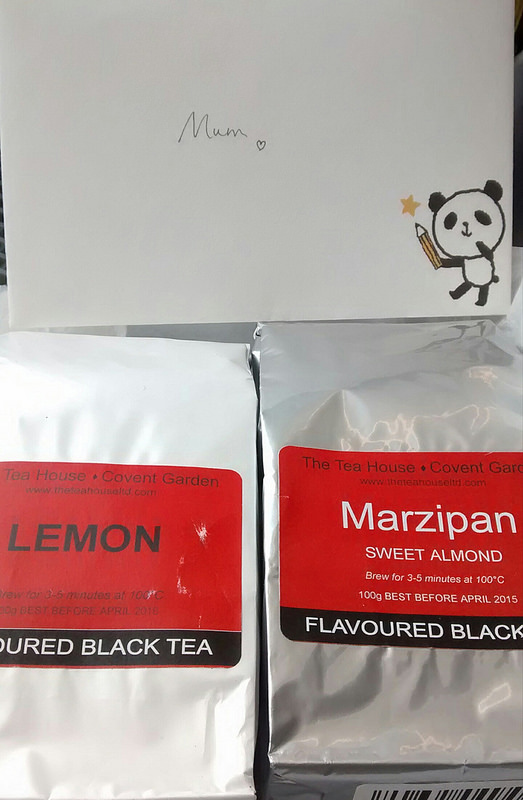 Mum
The Tea House ♦ Covent Garden
www.theteahouseltd.com
LEMON
Brew for 3-5 minutes at 100°C
BEST BEFORE APRIL
OURED BLACK TEA
The Tea House ♦ Covent Gard
www.theteahouseltd.com
Marzipan
SWEET ALMOND
Brew for 3-5 minutes at 100°C
100g BEST BEFORE APRIL 2015
FLAVOURED BLACK